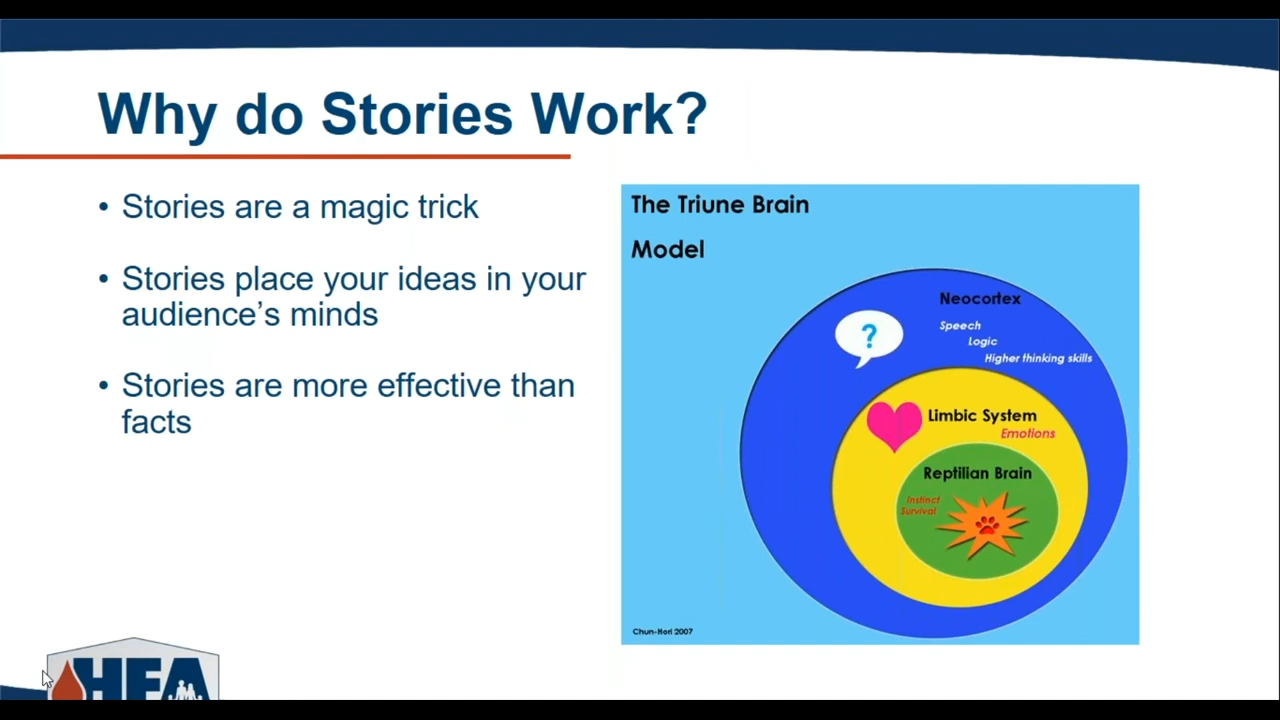 Why do Stories Work?
• Stories are a magic trick
• Stories place your ideas in your
audience's minds
• Stories are more effective than
facts
The Triune Brain
Model
Neocortex
?
Speech
Logic
Higher thinking skills
Limbic System
Emotions
Reptilian Brain
Instinct
Survival
Chun-Hori 2007
HFA